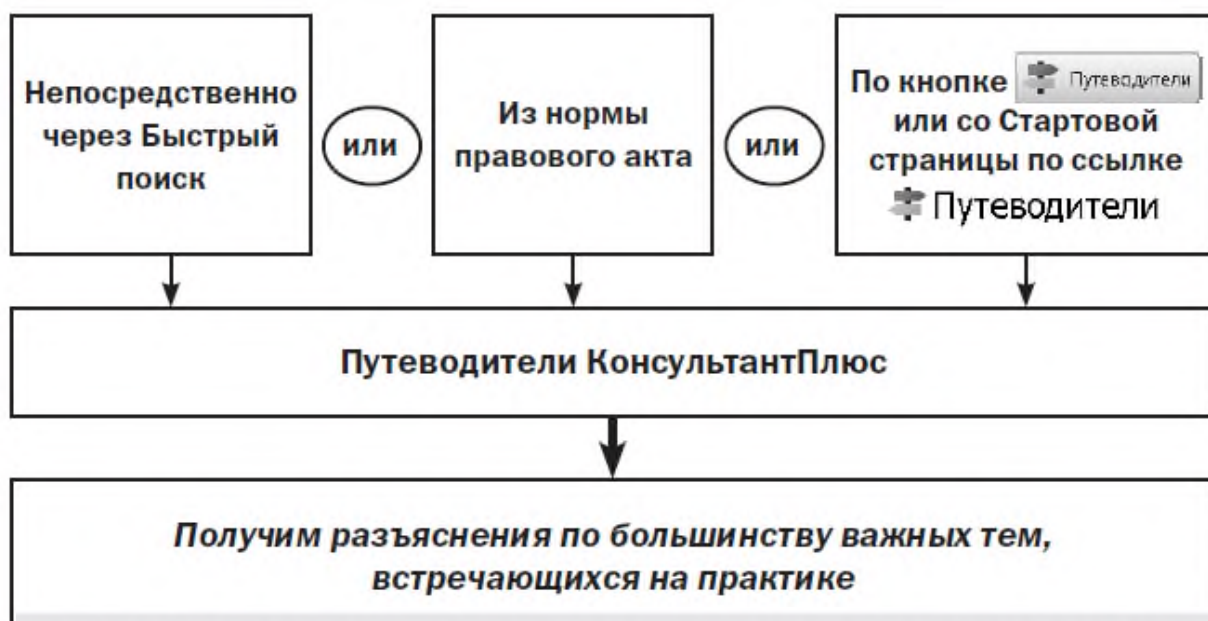 Непосредственно
через Быстрый
поиск
или
Из нормы
правового акта
или
По кнопке Путеводители
или со Стартовой
страницы по ссылке
Путеводители
Путеводители КонсультантПлюс
Получим разъяснения по большинству важных тем,
встречающихся на практике